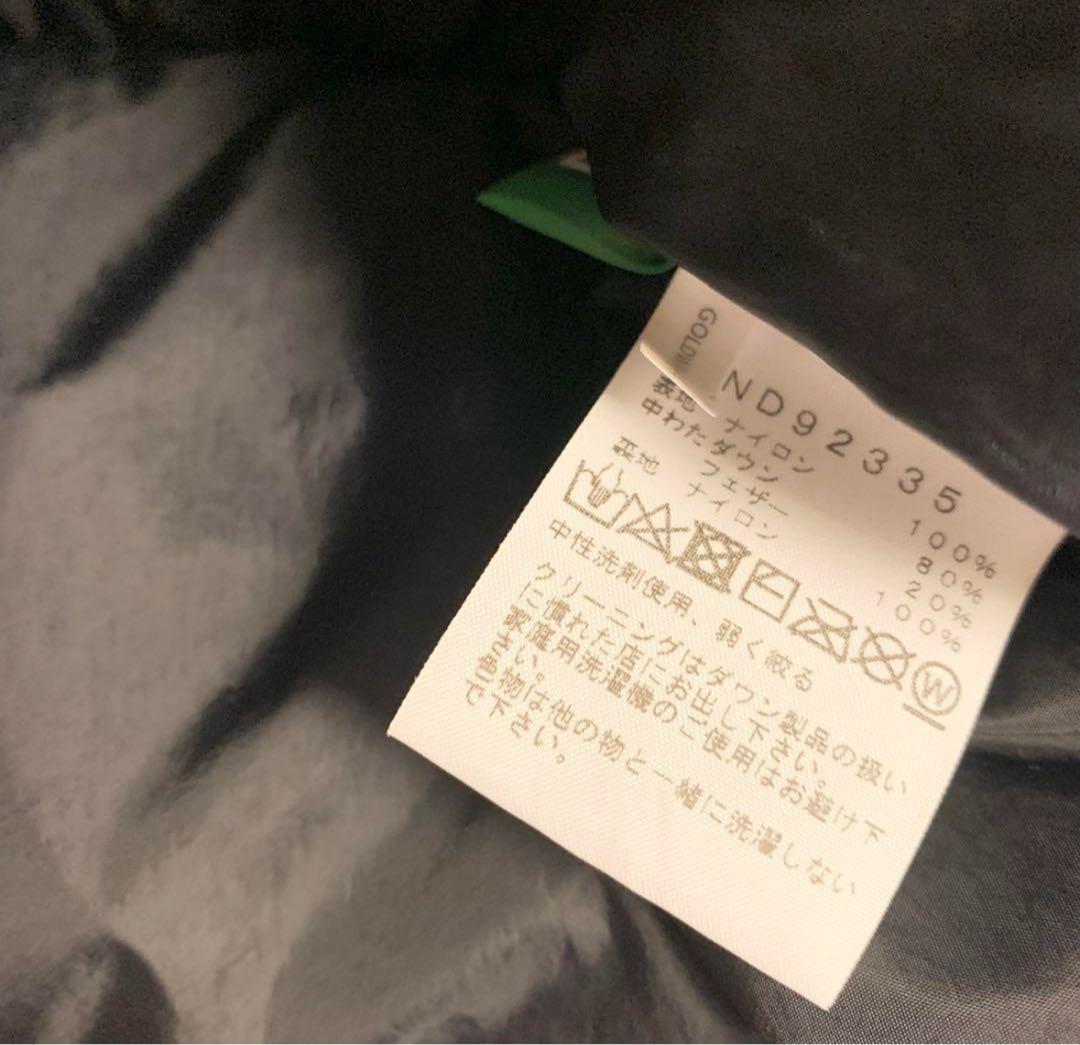 GOLDW
ND92335
表地 ナイロン 100%
中わた ダウン 80%
フェザー 20%
裏地 ナイロン 100%
W
中性洗剤使用、弱く絞る
クリーニングはダウン製品の扱い
に慣れた店にお出し下さい。
家庭用洗濯機のご使用はお避け下
さい。
色物は他の物と一緒に洗濯しない
で下さい。